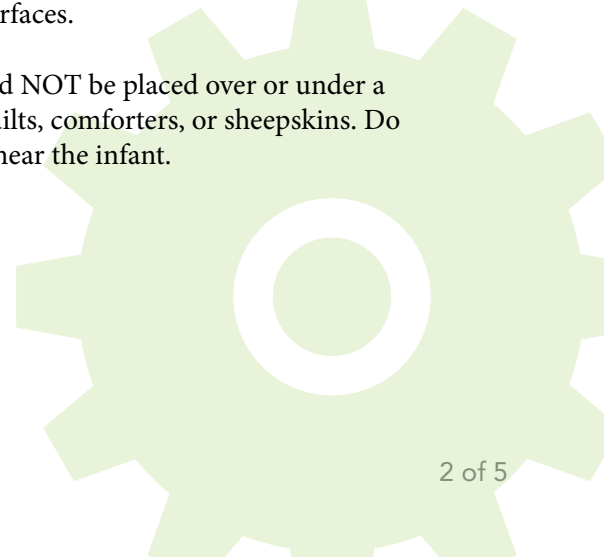 rfaces.
d NOT be placed over or under a
ilts, comforters, or sheepskins. Do
near the infant.
2 of 5